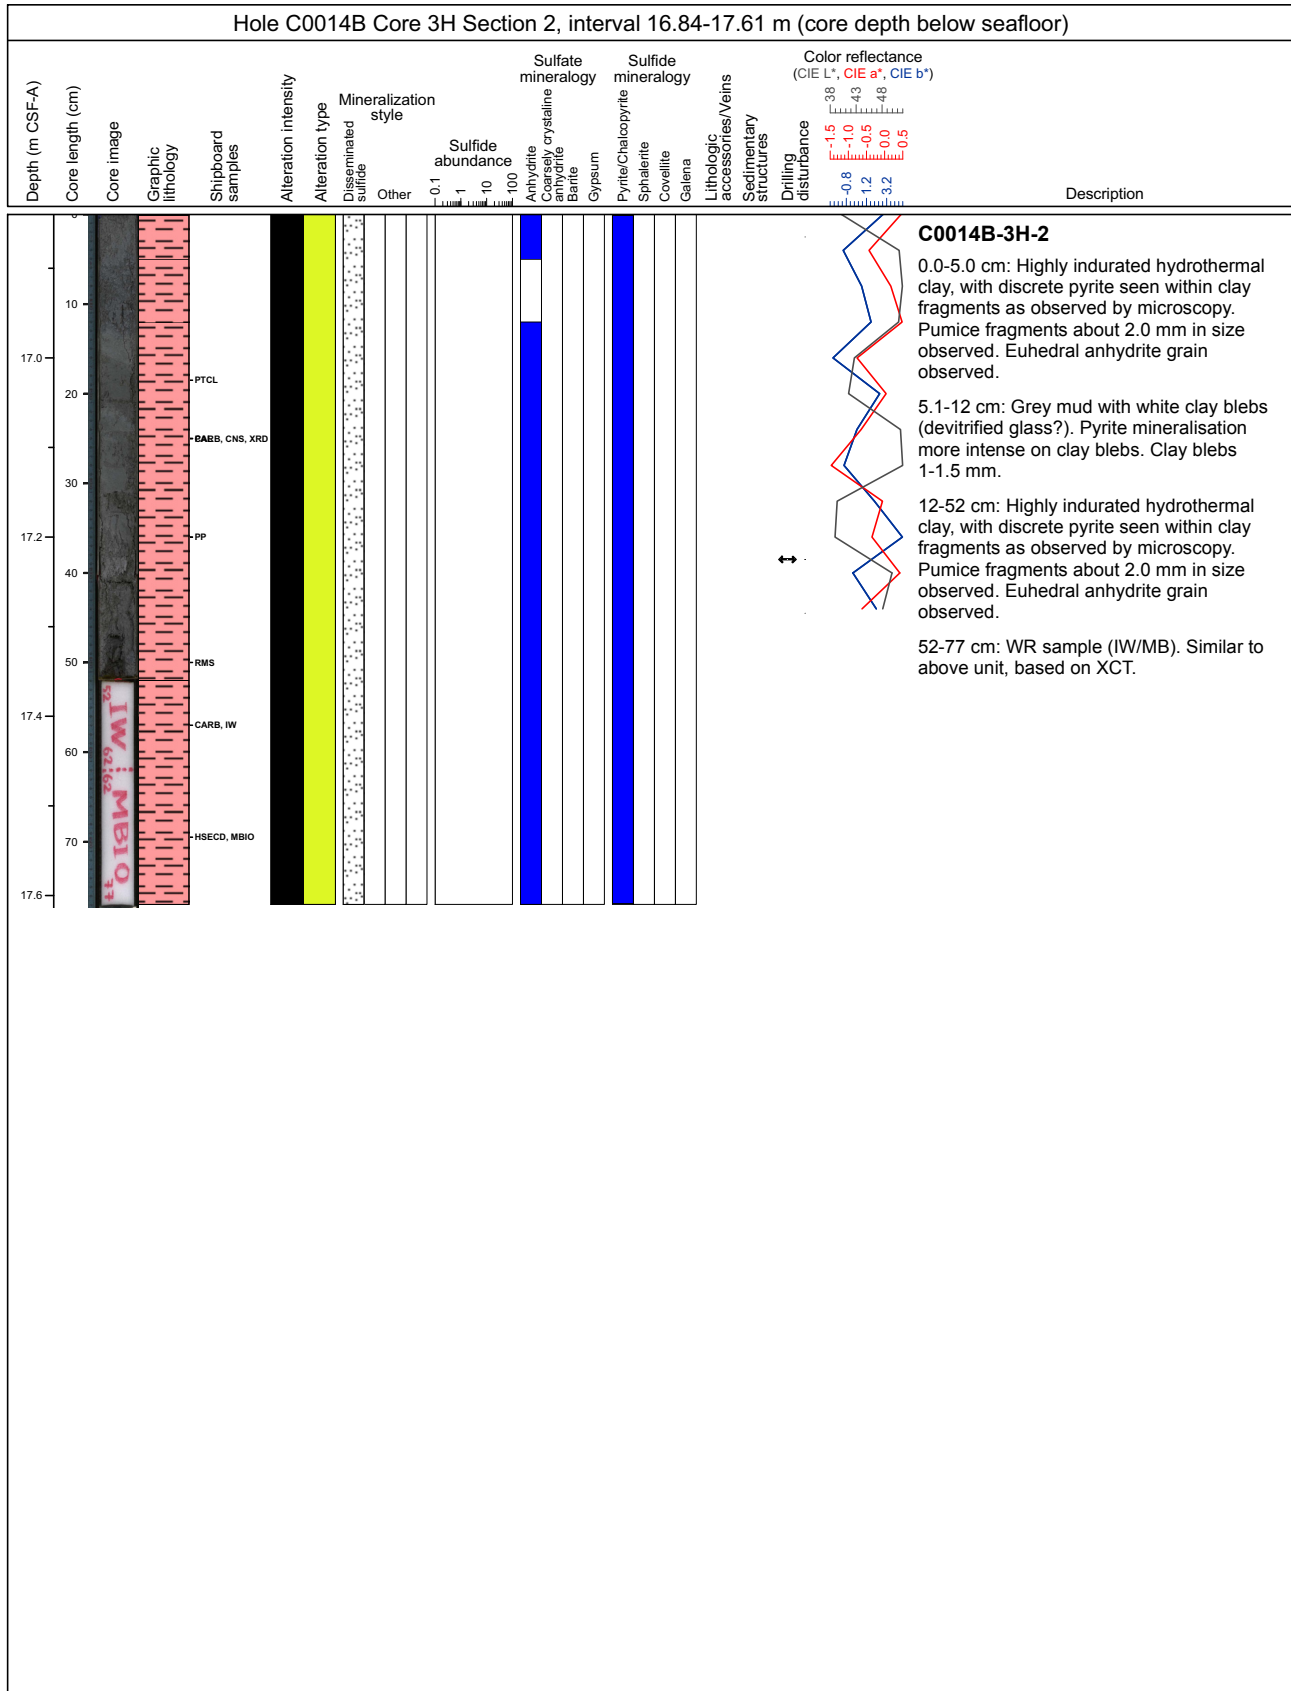 Hole C0014B Core 3H Section 2, interval 16.84-17.61 m (core depth below seafloor)
Depth (m CSF-A)
Core length (cm)
Core image
Graphic
lithology
Shipboard
samples
Alteration intensity
Alteration type
Mineralization
style
Disseminated
sulfide
Other
Sulfide
abundance
0.1
1
10
100
Sulfate
mineralogy
Anhydrite
Coarsely crystaline
anhydrite
Barite
Gypsum
Sulfide
mineralogy
Pyrite/Chalcopyrite
Sphalerite
Covellite
Galena
Lithologic
accessories/Veins
Sedimentary
structures
Drilling
disturbance
Color reflectance
(CIE L*, CIE a*, CIE b*)
38
43
48
-1.5
-1.0
-0.5
0.0
0.5
-0.8
1.2
3.2
Description
17.0
17.2
17.4
17.6
0
10
20
30
40
50
60
70
52
IW
62
62
MBIO
77
PTCL
CARB, CNS, XRD
PP
RMS
CARB, IW
HSECD, MBIO
C0014B-3H-2
0.0-5.0 cm: Highly indurated hydrothermal
clay, with discrete pyrite seen within clay
fragments as observed by microscopy.
Pumice fragments about 2.0 mm in size
observed. Euhedral anhydrite grain
observed.
5.1-12 cm: Grey mud with white clay blebs
(devitrified glass?). Pyrite mineralisation
more intense on clay blebs. Clay blebs
1-1.5 mm.
12-52 cm: Highly indurated hydrothermal
clay, with discrete pyrite seen within clay
fragments as observed by microscopy.
Pumice fragments about 2.0 mm in size
observed. Euhedral anhydrite grain
observed.
52-77 cm: WR sample (IW/MB). Similar to
above unit, based on XCT.